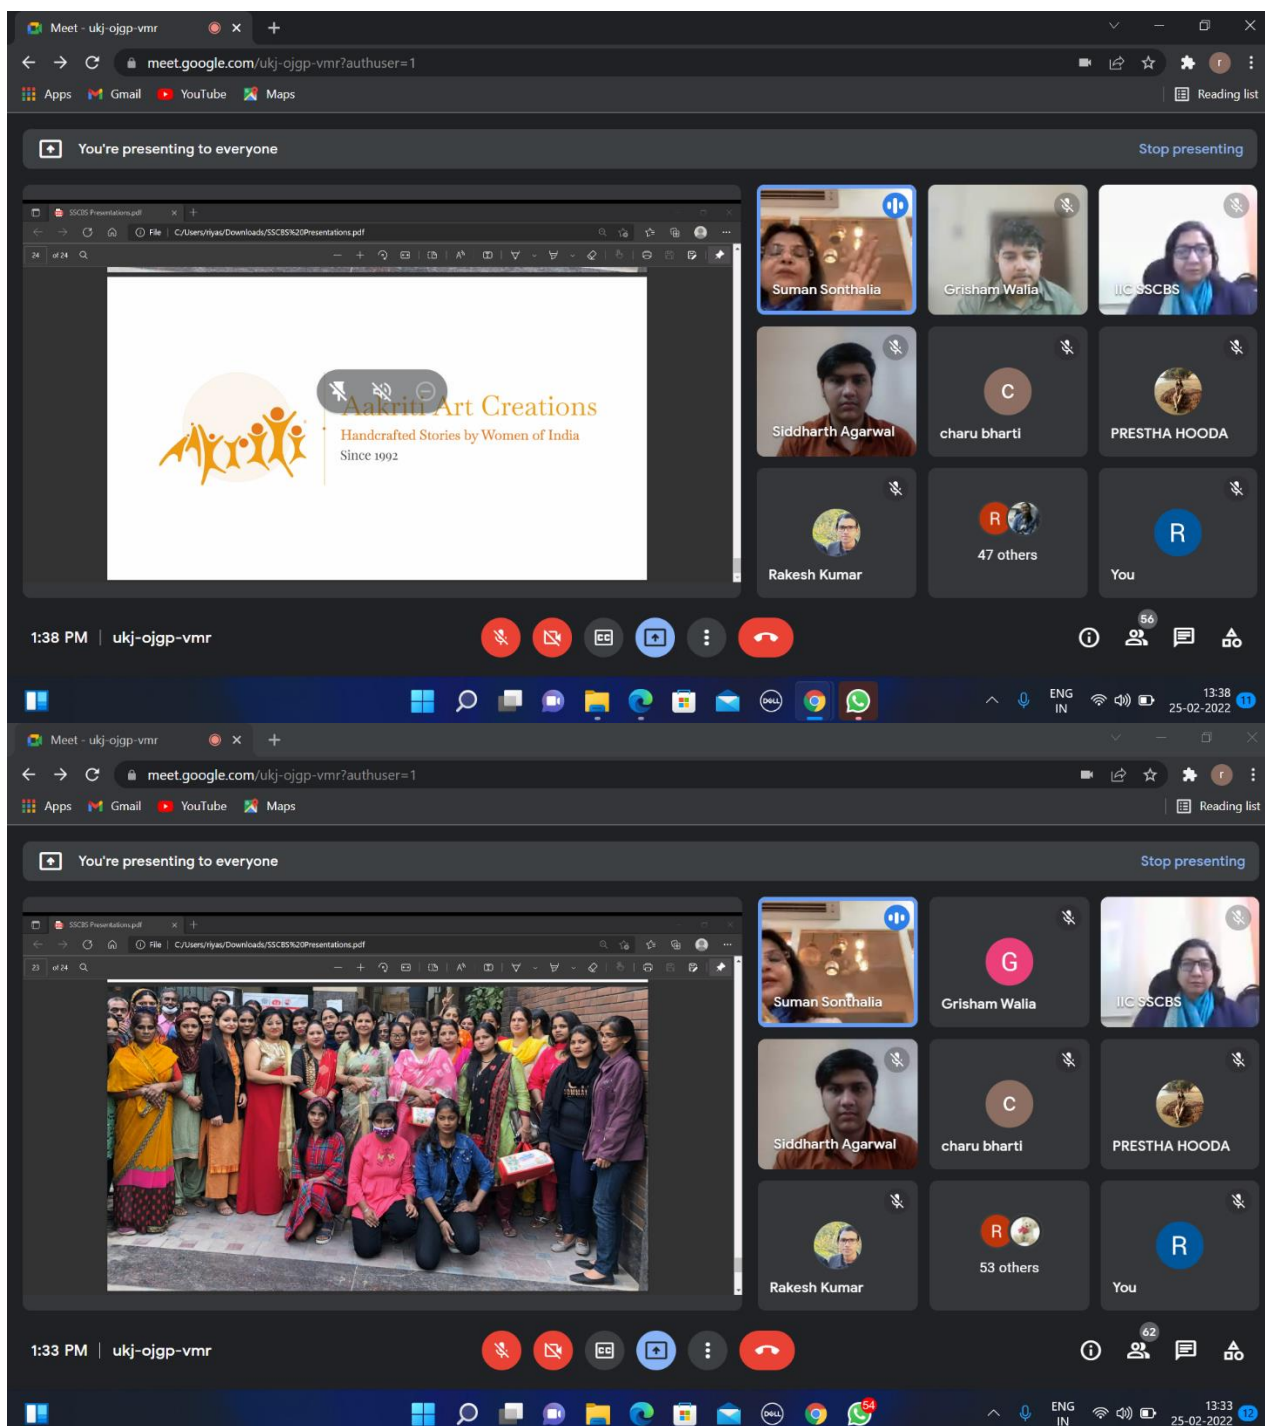 Meet - ukj-ojgp-vmr
meet.google.com/ukj-ojgp-vmr?authuser=1
Apps Gmail YouTube Maps Reading list
You're presenting to everyone Stop presenting
SSCBS Presentations.pdf
File C:/Users/riyas/Downloads/SSCBS%20Presentations.pdf
24 of 24
Akriti
Aakriti Art Creations
Handcrafted Stories by Women of India
Since 1992
Suman Sonthalia
Grisham Walia
IIC SSCBS
Siddharth Agarwal
C
charu bharti
PRESTHA HOODA
Rakesh Kumar
R
47 others
R
You
1:38 PM | ukj-ojgp-vmr
CC
56
DELL
ENG
IN
13:38
25-02-2022
11
Meet - ukj-ojgp-vmr
meet.google.com/ukj-ojgp-vmr?authuser=1
Apps Gmail YouTube Maps Reading list
You're presenting to everyone Stop presenting
SSCBS Presentations.pdf
File C:/Users/riyas/Downloads/SSCBS%20Presentations.pdf
23 of 24
Suman Sonthalia
G
Grisham Walia
IIC SSCBS
Siddharth Agarwal
C
charu bharti
PRESTHA HOODA
Rakesh Kumar
R
53 others
R
You
1:33 PM | ukj-ojgp-vmr
CC
62
DELL
54
ENG
IN
13:33
25-02-2022
12